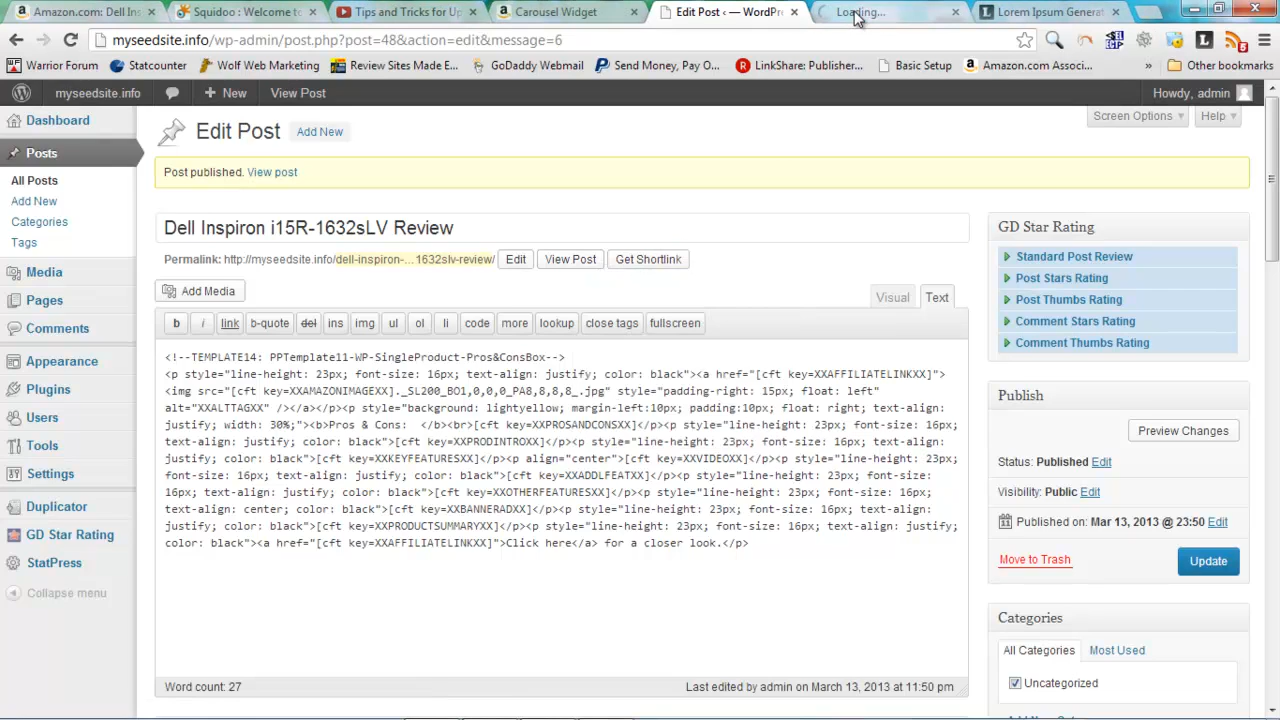 Amazon.com: Dell Ins
Squidoo : Welcome to
Tips and Tricks for Up
Carousel Widget
Edit Post ‹ — WordPr
Loading...
Lorem Ipsum Generat
myseedsite.info/wp-admin/post.php?post=48&action=edit&message=6
Warrior Forum
Statcounter
Wolf Web Marketing
Review Sites Made E...
GoDaddy Webmail
Send Money, Pay O...
LinkShare: Publisher...
Basic Setup
Amazon.com Associ...
»
Other bookmarks
myseedsite.info
+ New
View Post
Howdy, admin
Dashboard
Posts
All Posts
Add New
Categories
Tags
Media
Pages
Comments
Appearance
Plugins
Users
Tools
Settings
Duplicator
GD Star Rating
StatPress
Collapse menu
Edit Post
Add New
Screen Options
Help
Post published. View post
Dell Inspiron i15R-1632sLV Review
Permalink: http://myseedsite.info/dell-inspiron-...1632slv-review/
Edit
View Post
Get Shortlink
Add Media
Visual
Text
b
i
link
b-quote
del
ins
img
ul
ol
li
code
more
lookup
close tags
fullscreen
<!--TEMPLATE14: PPTemplate11-WP-SingleProduct-Pros&ConsBox-->
<p style="line-height: 23px; font-size: 16px; text-align: justify; color: black"><a href="[cft key=XXAFFILIATELINKXX]">
<img src="[cft key=XXAMAZONIMAGEXX]._SL200_BO1,0,0,0_PA8,8,8,8_.jpg" style="padding-right: 15px; float: left"
alt="XXALTTAGXX" /></a></p><p style="background: lightyellow; margin-left:10px; padding:10px; float: right; text-align:
justify; width: 30%;"><b>Pros & Cons:  </b><br>[cft key=XXPROSANDCONSXX]</p><p style="line-height: 23px; font-size: 16px;
text-align: justify; color: black">[cft key=XXPRODINTROXX]</p><p style="line-height: 23px; font-size: 16px; text-align:
justify; color: black">[cft key=XXKEYFEATURESXX]</p><p align="center">[cft key=XXVIDEOXX]</p><p style="line-height: 23px;
font-size: 16px; text-align: justify; color: black">[cft key=XXADDLFEATXX]</p><p style="line-height: 23px; font-size:
16px; text-align: justify; color: black">[cft key=XXOTHERFEATURESXX]</p><p style="line-height: 23px; font-size: 16px;
text-align: center; color: black">[cft key=XXBANNERADXX]</p><p style="line-height: 23px; font-size: 16px; text-align:
justify; color: black">[cft key=XXPRODUCTSUMMARYXX]</p><p style="line-height: 23px; font-size: 16px; text-align: justify;
color: black"><a href="[cft key=XXAFFILIATELINKXX]">Click here</a> for a closer look.</p>
Word count: 27
Last edited by admin on March 13, 2013 at 11:50 pm
GD Star Rating
Standard Post Review
Post Stars Rating
Post Thumbs Rating
Comment Stars Rating
Comment Thumbs Rating
Publish
Preview Changes
Status: Published Edit
Visibility: Public Edit
Published on: Mar 13, 2013 @ 23:50 Edit
Move to Trash
Update
Categories
All Categories
Most Used
Uncategorized